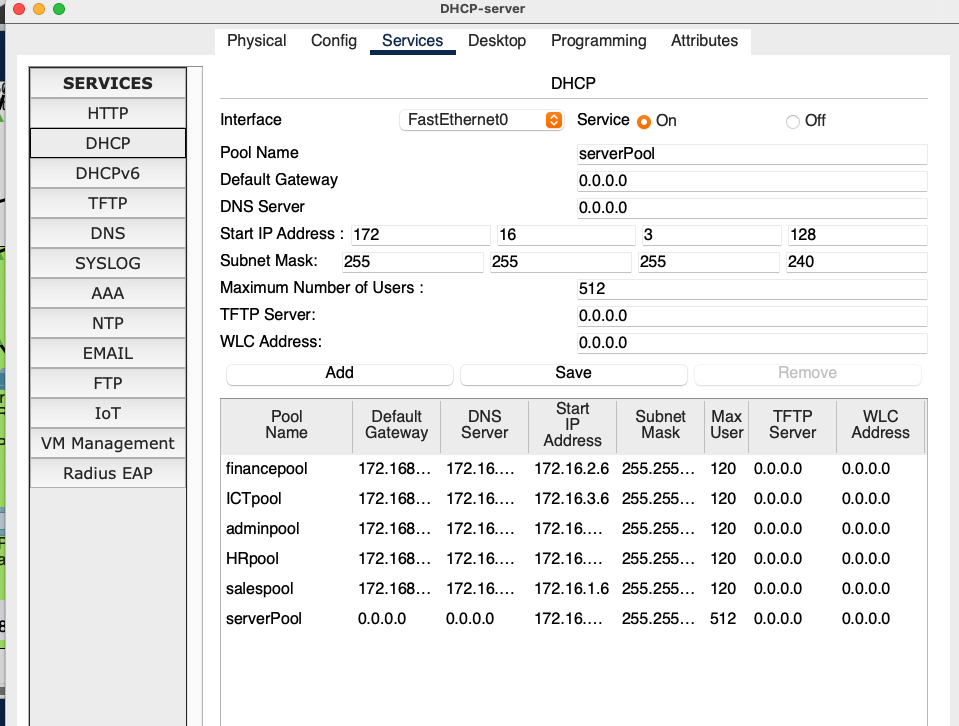 DHCP-server
Physical Config Services Desktop Programming Attributes
SERVICES
HTTP
DHCP
DHCPv6
TFTP
DNS
SYSLOG
AAA
NTP
EMAIL
FTP
IoT
VM Management
Radius EAP
DHCP
Interface FastEthernet0 Service On Off
Pool Name serverPool
Default Gateway 0.0.0.0
DNS Server 0.0.0.0
Start IP Address : 172 16 3 128
Subnet Mask: 255 255 255 240
Maximum Number of Users : 512
TFTP Server: 0.0.0.0
WLC Address: 0.0.0.0
Add Save Remove
Pool Name Default Gateway DNS Server Start IP Address Subnet Mask Max User TFTP Server WLC Address
financepool 172.168... 172.16.... 172.16.2.6 255.255... 120 0.0.0.0 0.0.0.0
ICTpool 172.168... 172.16.... 172.16.3.6 255.255... 120 0.0.0.0 0.0.0.0
adminpool 172.168... 172.16.... 172.16.... 255.255... 120 0.0.0.0 0.0.0.0
HRpool 172.168... 172.16.... 172.16.... 255.255... 120 0.0.0.0 0.0.0.0
salespool 172.168... 172.16.... 172.16.1.6 255.255... 120 0.0.0.0 0.0.0.0
serverPool 0.0.0.0 0.0.0.0 172.16.... 255.255... 512 0.0.0.0 0.0.0.0